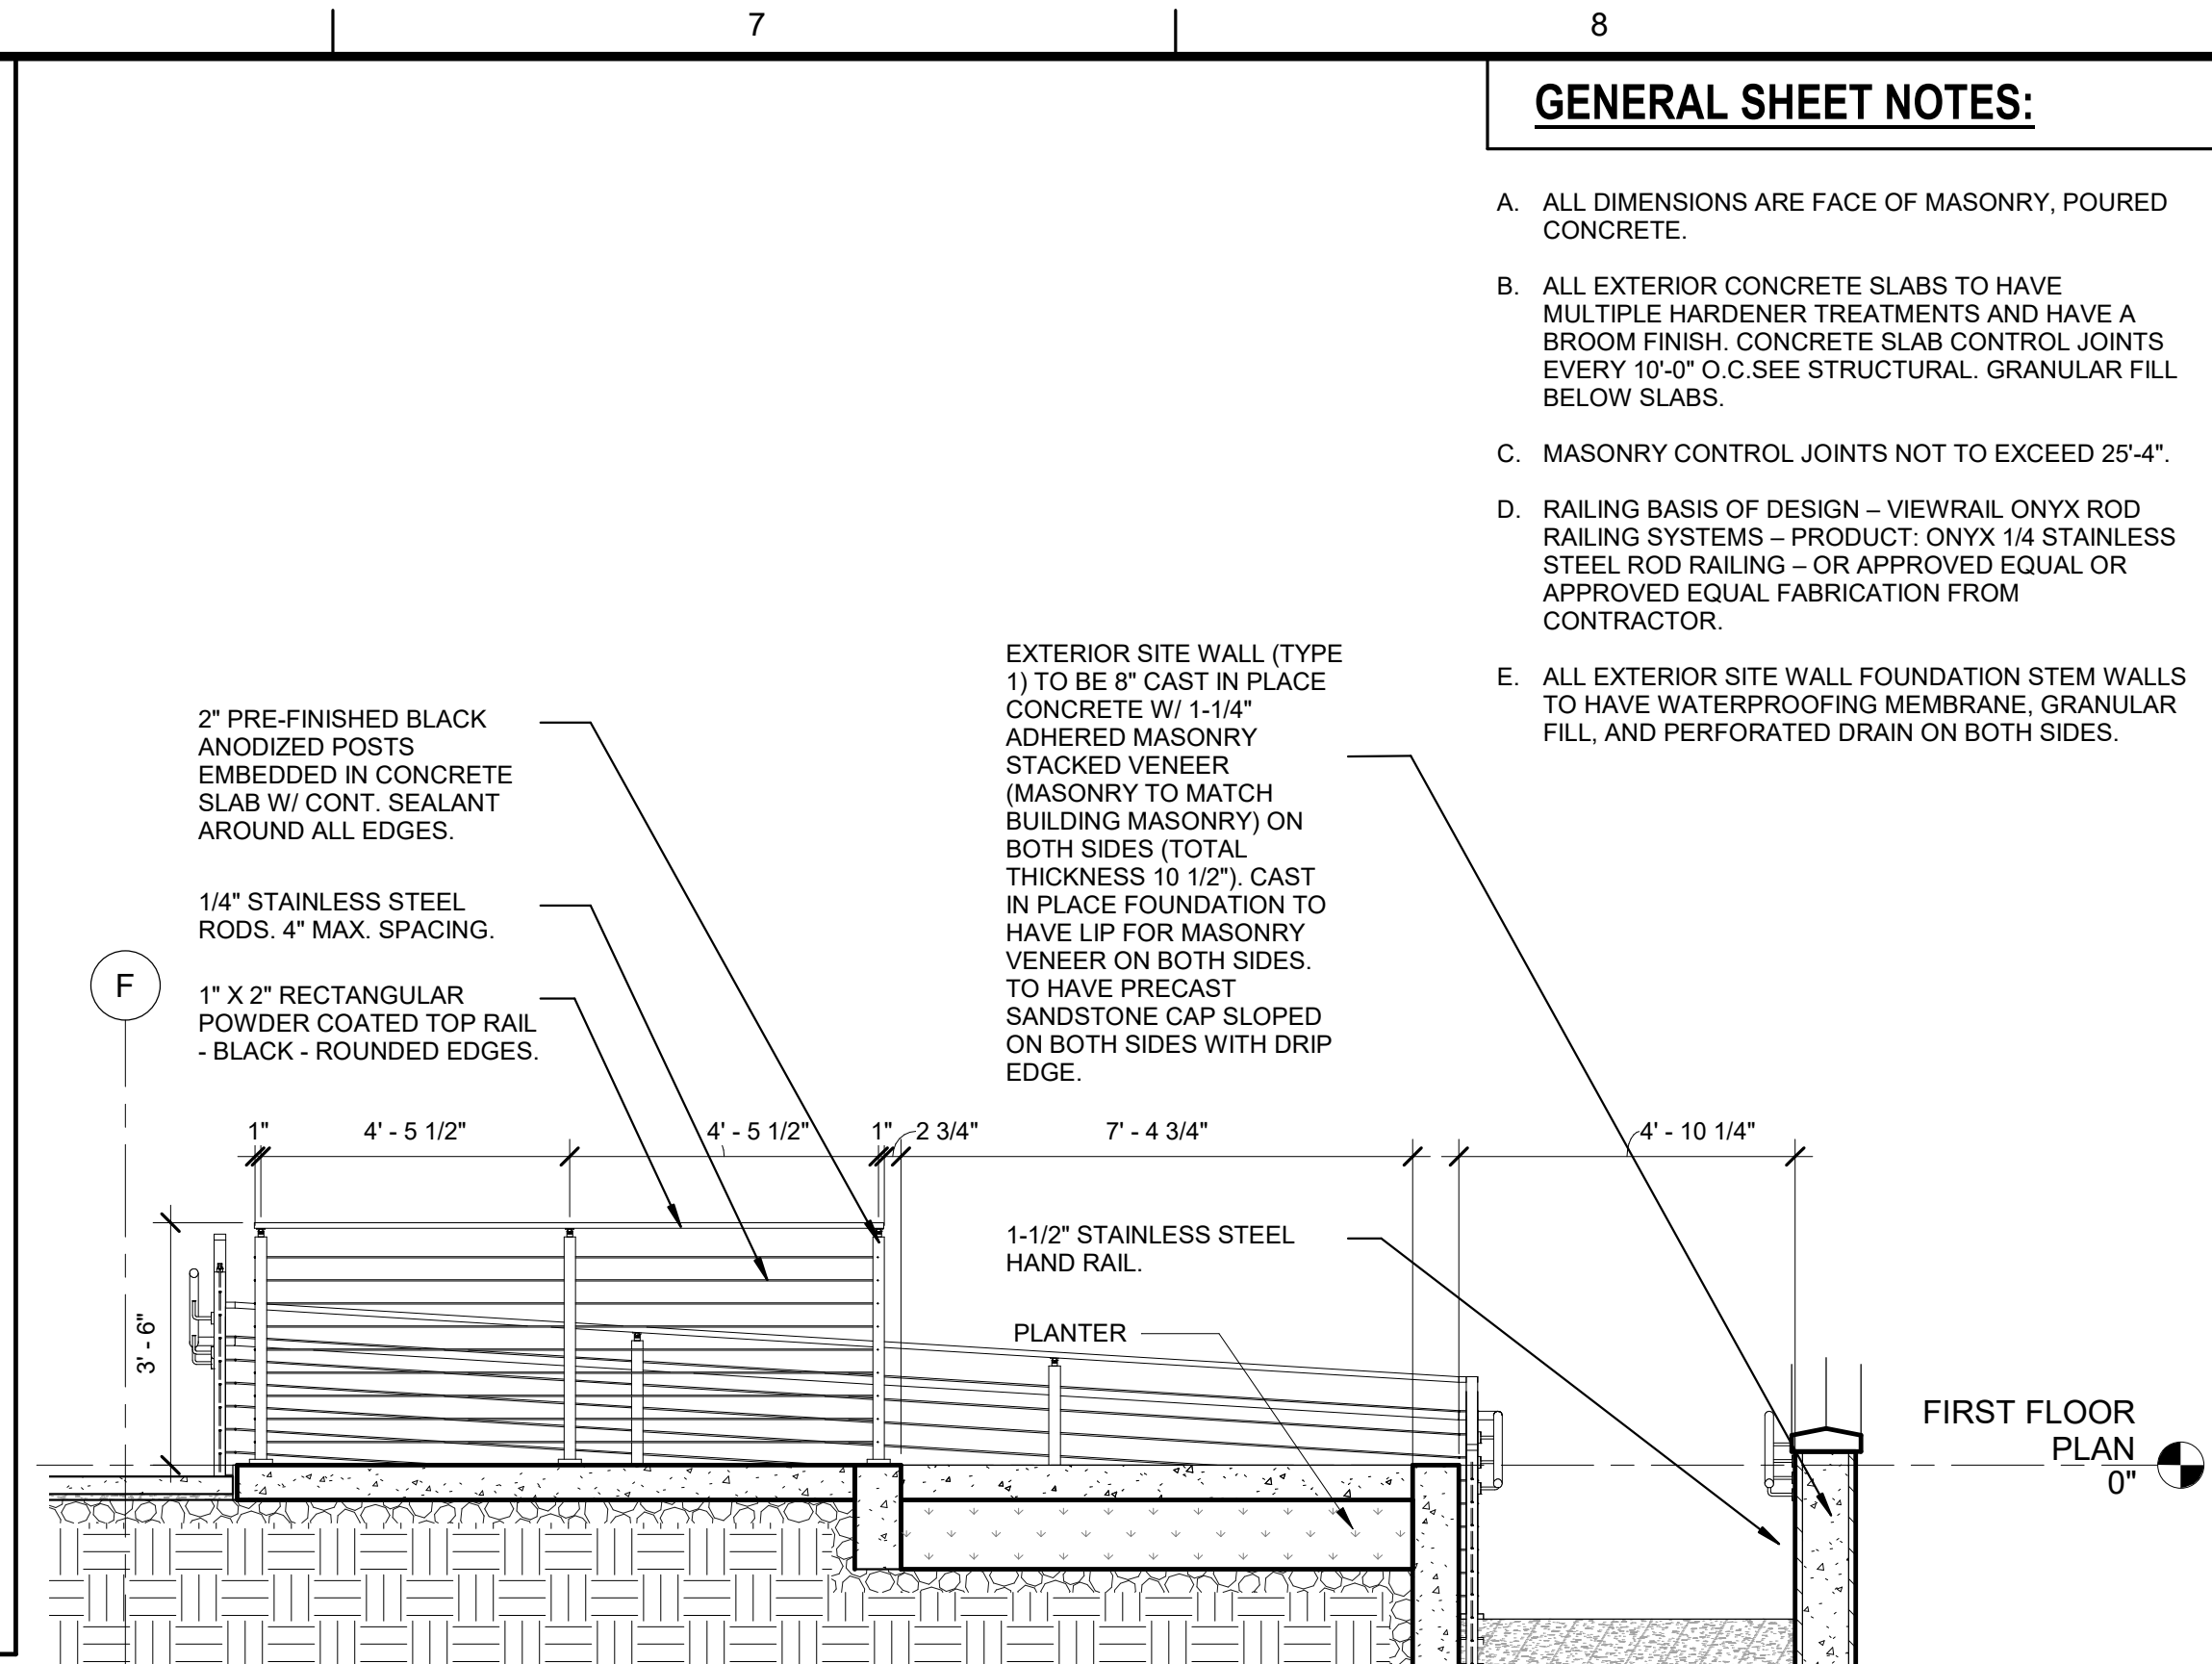 7
8
GENERAL SHEET NOTES:
A. ALL DIMENSIONS ARE FACE OF MASONRY, POURED
CONCRETE.
B. ALL EXTERIOR CONCRETE SLABS TO HAVE
MULTIPLE HARDENER TREATMENTS AND HAVE A
BROOM FINISH. CONCRETE SLAB CONTROL JOINTS
EVERY 10'-0" O.C.SEE STRUCTURAL. GRANULAR FILL
BELOW SLABS.
C. MASONRY CONTROL JOINTS NOT TO EXCEED 25'-4".
D. RAILING BASIS OF DESIGN – VIEWRAIL ONYX ROD
RAILING SYSTEMS – PRODUCT: ONYX 1/4 STAINLESS
STEEL ROD RAILING – OR APPROVED EQUAL OR
APPROVED EQUAL FABRICATION FROM
CONTRACTOR.
E. ALL EXTERIOR SITE WALL FOUNDATION STEM WALLS
TO HAVE WATERPROOFING MEMBRANE, GRANULAR
FILL, AND PERFORATED DRAIN ON BOTH SIDES.
EXTERIOR SITE WALL (TYPE
1) TO BE 8" CAST IN PLACE
CONCRETE W/ 1-1/4"
ADHERED MASONRY
STACKED VENEER
(MASONRY TO MATCH
BUILDING MASONRY) ON
BOTH SIDES (TOTAL
THICKNESS 10 1/2"). CAST
IN PLACE FOUNDATION TO
HAVE LIP FOR MASONRY
VENEER ON BOTH SIDES.
TO HAVE PRECAST
SANDSTONE CAP SLOPED
ON BOTH SIDES WITH DRIP
EDGE.
2" PRE-FINISHED BLACK
ANODIZED POSTS
EMBEDDED IN CONCRETE
SLAB W/ CONT. SEALANT
AROUND ALL EDGES.
1/4" STAINLESS STEEL
RODS. 4" MAX. SPACING.
1" X 2" RECTANGULAR
POWDER COATED TOP RAIL
- BLACK - ROUNDED EDGES.
F
1"
4' - 5 1/2"
4' - 5 1/2"
1"
2 3/4"
7' - 4 3/4"
4' - 10 1/4"
1-1/2" STAINLESS STEEL
HAND RAIL.
PLANTER
3' - 6"
FIRST FLOOR
PLAN
0"